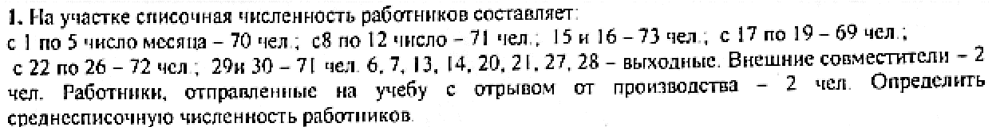 1. На участке списочная численность работников составляет:
с 1 по 5 число месяца – 70 чел.; с8 по 12 число – 71 чел.; 15 и 16 – 73 чел.; с 17 по 19 – 69 чел.;
с 22 по 26 – 72 чел.; 29и 30 – 71 чел. 6, 7, 13, 14, 20, 21, 27, 28 – выходные. Внешние совместители – 2
чел. Работники, отправленные на учебу с отрывом от производства – 2 чел. Определить
среднесписочную численность работников.